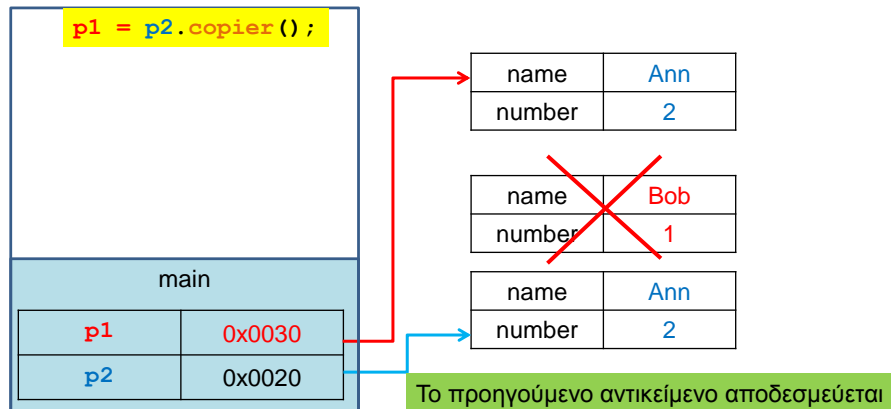 p1 = p2.copier();
name Ann
number 2
name Bob
number 1
name Ann
number 2
main
p1 0x0030
p2 0x0020
Το προηγούμενο αντικείμενο αποδεσμεύεται